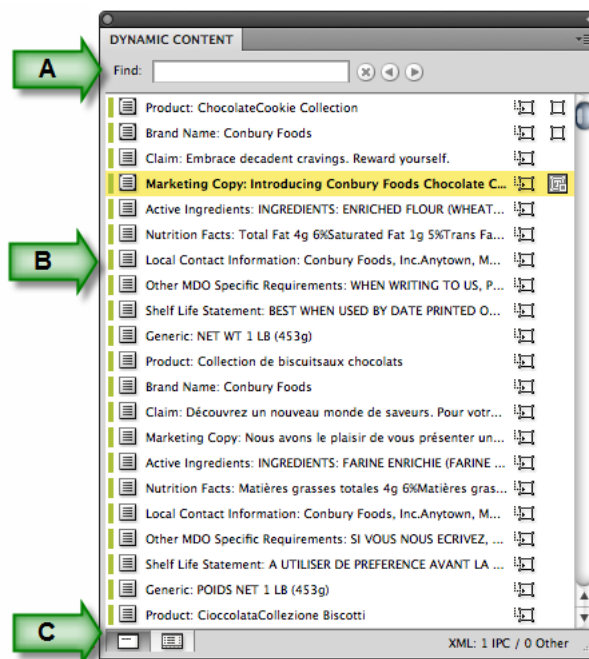 DYNAMIC CONTENT
A
Find:
Product: ChocolateCookie Collection
Brand Name: Conbury Foods
Claim: Embrace decadent cravings. Reward yourself.
Marketing Copy: Introducing Conbury Foods Chocolate C...
Active Ingredients: INGREDIENTS: ENRICHED FLOUR (WHEAT...
Nutrition Facts: Total Fat 4g 6%Saturated Fat 1g 5%Trans Fa...
B
Local Contact Information: Conbury Foods, Inc.Anytown, M...
Other MDO Specific Requirements: WHEN WRITING TO US, P...
Shelf Life Statement: BEST WHEN USED BY DATE PRINTED O...
Generic: NET WT 1 LB (453g)
Product: Collection de biscuitsaux chocolats
Brand Name: Conbury Foods
Claim: Découvrez un nouveau monde de saveurs. Pour votr...
Marketing Copy: Nous avons le plaisir de vous présenter un...
Active Ingredients: INGREDIENTS: FARINE ENRICHIE (FARINE ...
Nutrition Facts: Matières grasses totales 4g 6%Matières gras...
Local Contact Information: Conbury Foods, Inc.Anytown, M...
Other MDO Specific Requirements: SI VOUS NOUS ECRIVEZ, ...
Shelf Life Statement: A UTILISER DE PREFERENCE AVANT LA ...
Generic: POIDS NET 1 LB (453g)
Product: CioccolataCollezione Biscotti
C
XML: 1 IPC / 0 Other